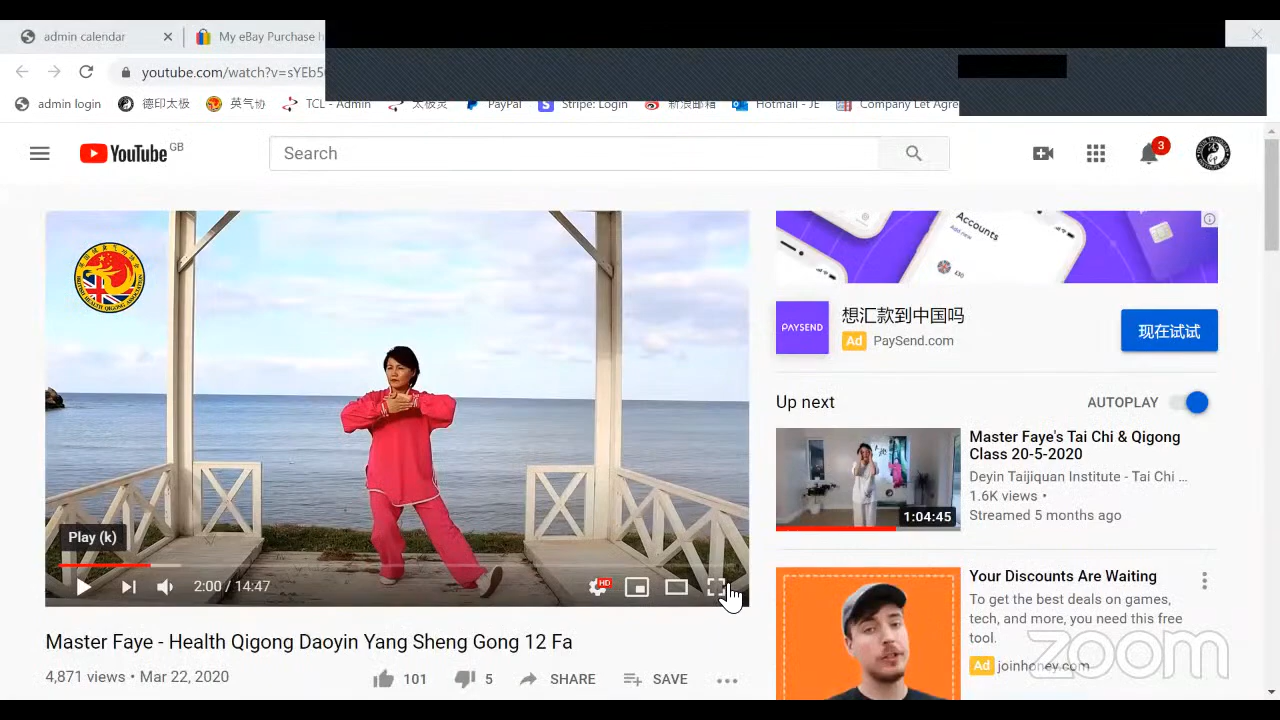 admin calendar
My eBay Purchase h
youtube.com/watch?v=sYEb5
admin login
德印太极
英气协
TCL - Admin
太极灵
PayPal
Stripe: Login
新浪邮箱
Hotmail - JE
Company Let Agre
YouTube GB
Search
3
Accounts
Add new
£30
PAYSEND
想汇款到中国吗
Ad PaySend.com
现在试试
Up next
AUTOPLAY
Master Faye's Tai Chi & Qigong
Class 20-5-2020
Deyin Taijiquan Institute - Tai Chi ...
1.6K views •
Streamed 5 months ago
1:04:45
Play (k)
2:00 / 14:47
HD
Your Discounts Are Waiting
To get the best deals on games,
tech, and more, you need this free
tool.
Ad joinhoney.com
zoom
Master Faye - Health Qigong Daoyin Yang Sheng Gong 12 Fa
4,871 views • Mar 22, 2020
101
5
SHARE
SAVE